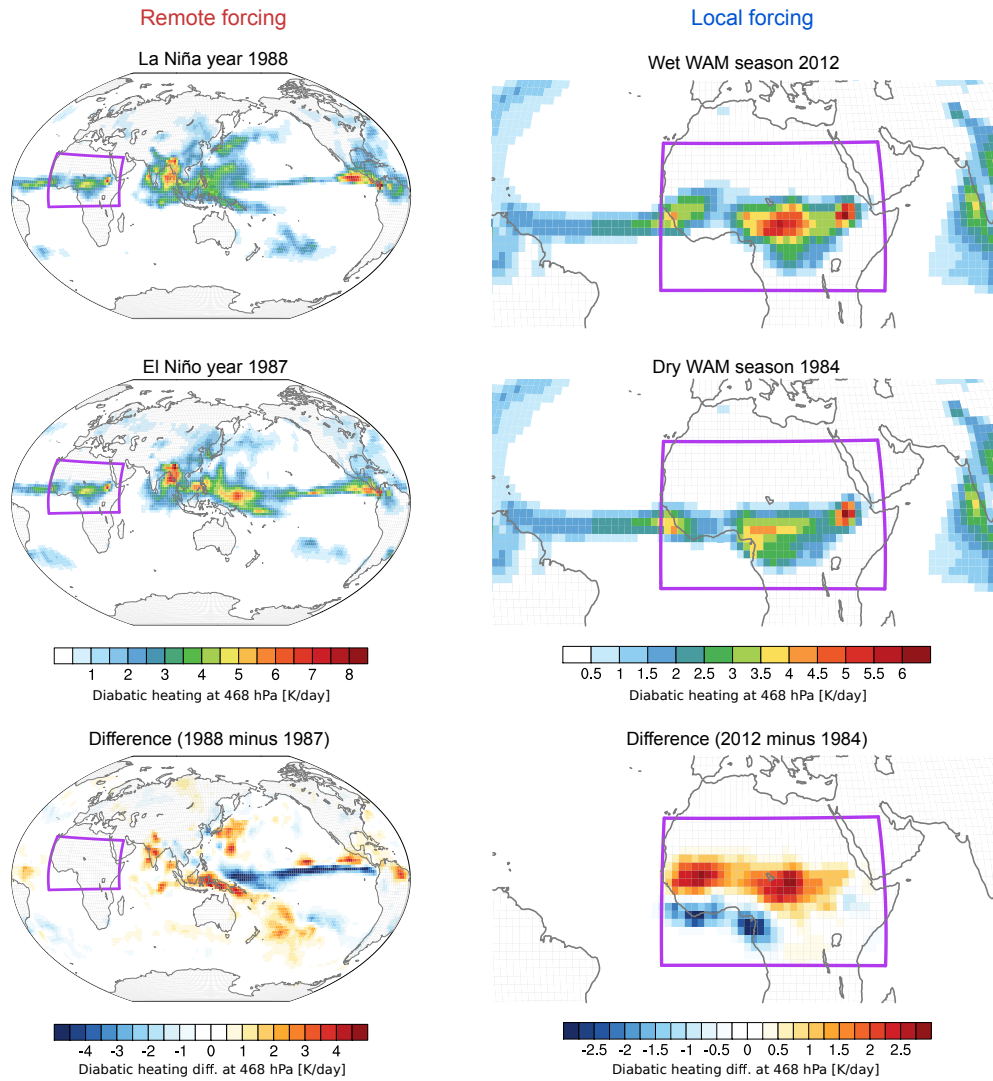 Remote forcing
La Niña year 1988
El Niño year 1987
1 2 3 4 5 6 7 8
Diabatic heating at 468 hPa [K/day]
Difference (1988 minus 1987)
-4 -3 -2 -1 0 1 2 3 4
Diabatic heating diff. at 468 hPa [K/day]
Local forcing
Wet WAM season 2012
Dry WAM season 1984
0.5 1 1.5 2 2.5 3 3.5 4 4.5 5 5.5 6
Diabatic heating at 468 hPa [K/day]
Difference (2012 minus 1984)
-2.5 -2 -1.5 -1 -0.5 0 0.5 1 1.5 2 2.5
Diabatic heating diff. at 468 hPa [K/day]